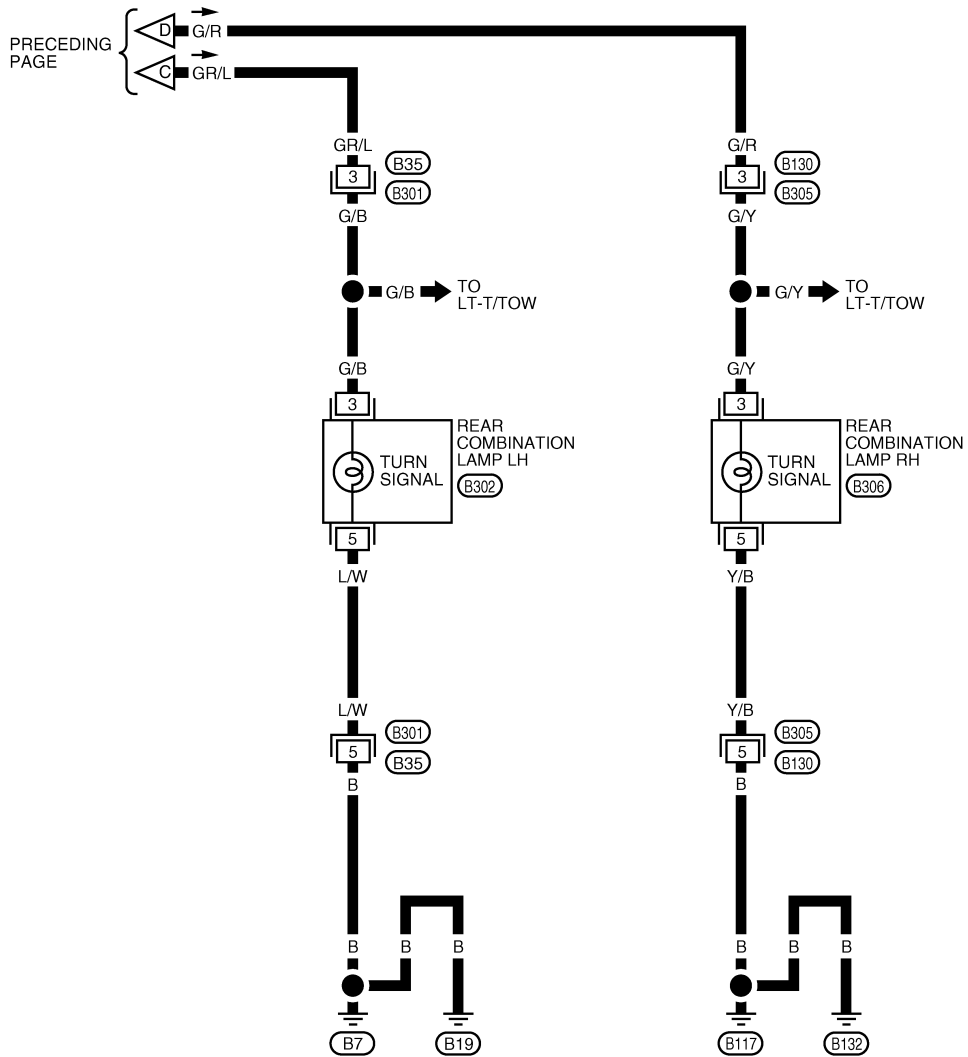 PRECEDING
PAGE
D
G/R
C
GR/L
GR/L
3
B35
B301
G/B
G/B
TO
LT-T/TOW
G/B
3
TURN
SIGNAL
REAR
COMBINATION
LAMP LH
B302
5
L/W
L/W
5
B301
B35
B
B
B
B
B7
B19
G/R
3
B130
B305
G/Y
G/Y
TO
LT-T/TOW
G/Y
3
TURN
SIGNAL
REAR
COMBINATION
LAMP RH
B306
5
Y/B
Y/B
5
B305
B130
B
B
B
B
B117
B132